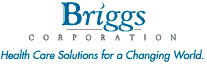 Briggs
CORPORATION
Health Care Solutions for a Changing World.